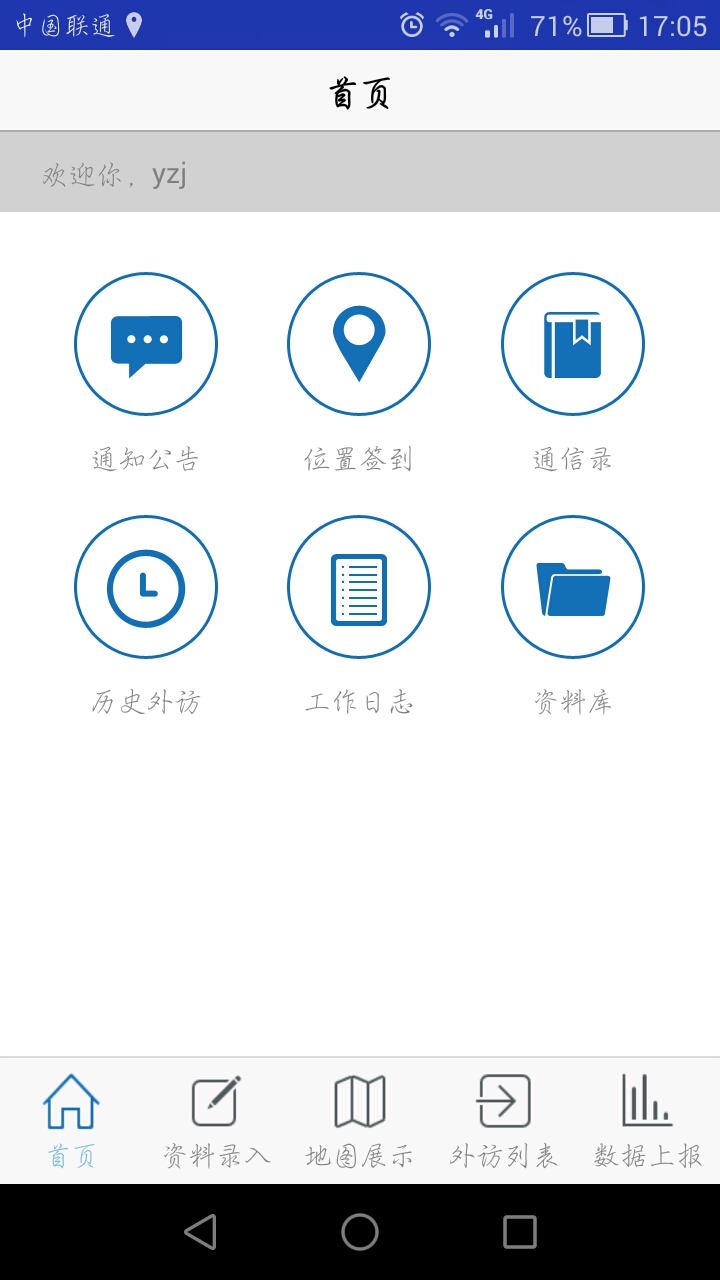 中国联通 4G 71% 17:05
首页
欢迎你，yzj
通知公告 位置签到 通信录
历史外访 工作日志 资料库
首页 资料录入 地图展示 外访列表 数据上报